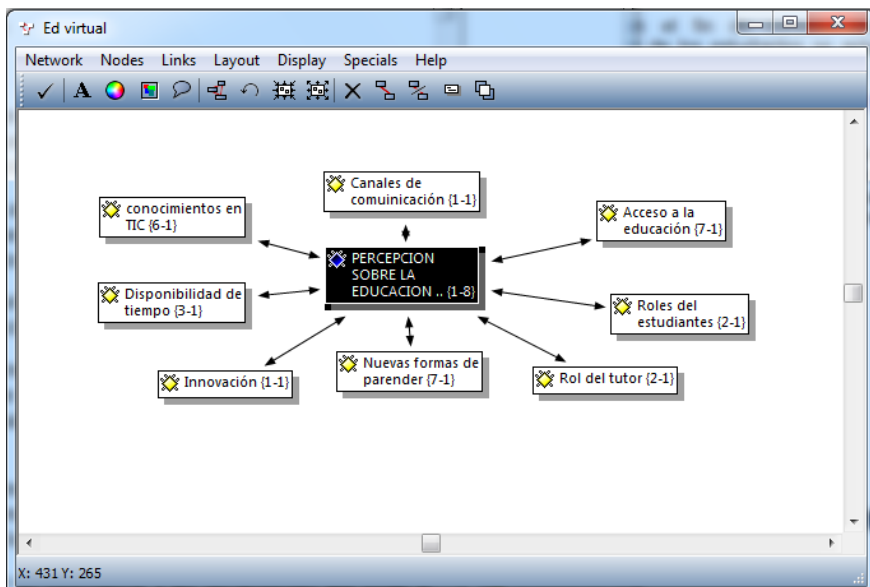 Ed virtual
Network Nodes Links Layout Display Specials Help
A
Canales de
comuinicación {1-1}
conocimientos en
TIC {6-1}
Acceso a la
educación {7-1}
PERCEPCION
SOBRE LA
EDUCACION .. {1-8}
Disponibilidad de
tiempo {3-1}
Roles del
estudiantes {2-1}
Nuevas formas de
parender {7-1}
Innovación {1-1}
Rol del tutor {2-1}
X: 431 Y: 265